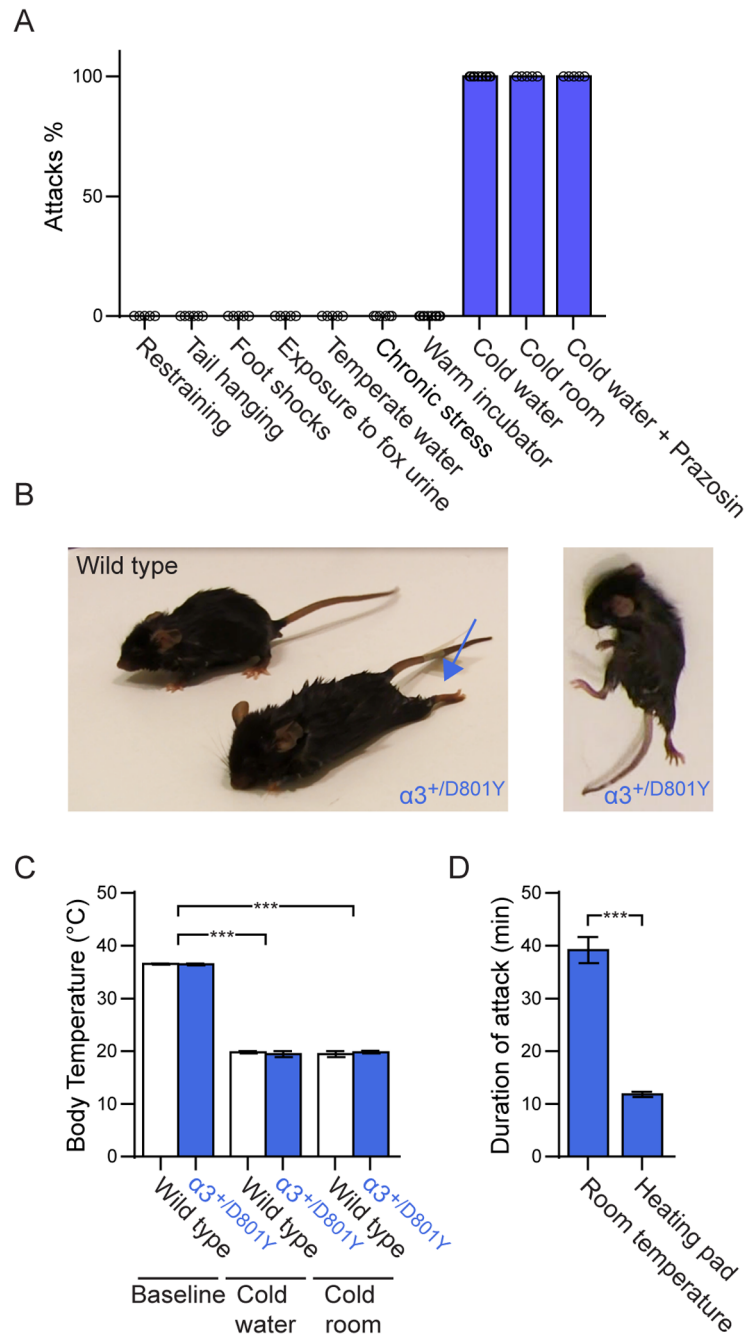 A
Attacks %
100
50
0
Restraining
Tail hanging
Foot shocks
Exposure to fox urine
Temperate water
Chronic stress
Warm incubator
Cold water
Cold room
Cold water + Prazosin
B
Wild type
α3+/D801Y
α3+/D801Y
C
Body Temperature (°C)
50
40
30
20
10
0
***
***
Wild type
α3+/D801Y
Wild type
α3+/D801Y
Wild type
α3+/D801Y
Baseline
Cold
water
Cold
room
D
Duration of attack (min)
50
40
30
20
10
0
***
Room temperature
Heating pad